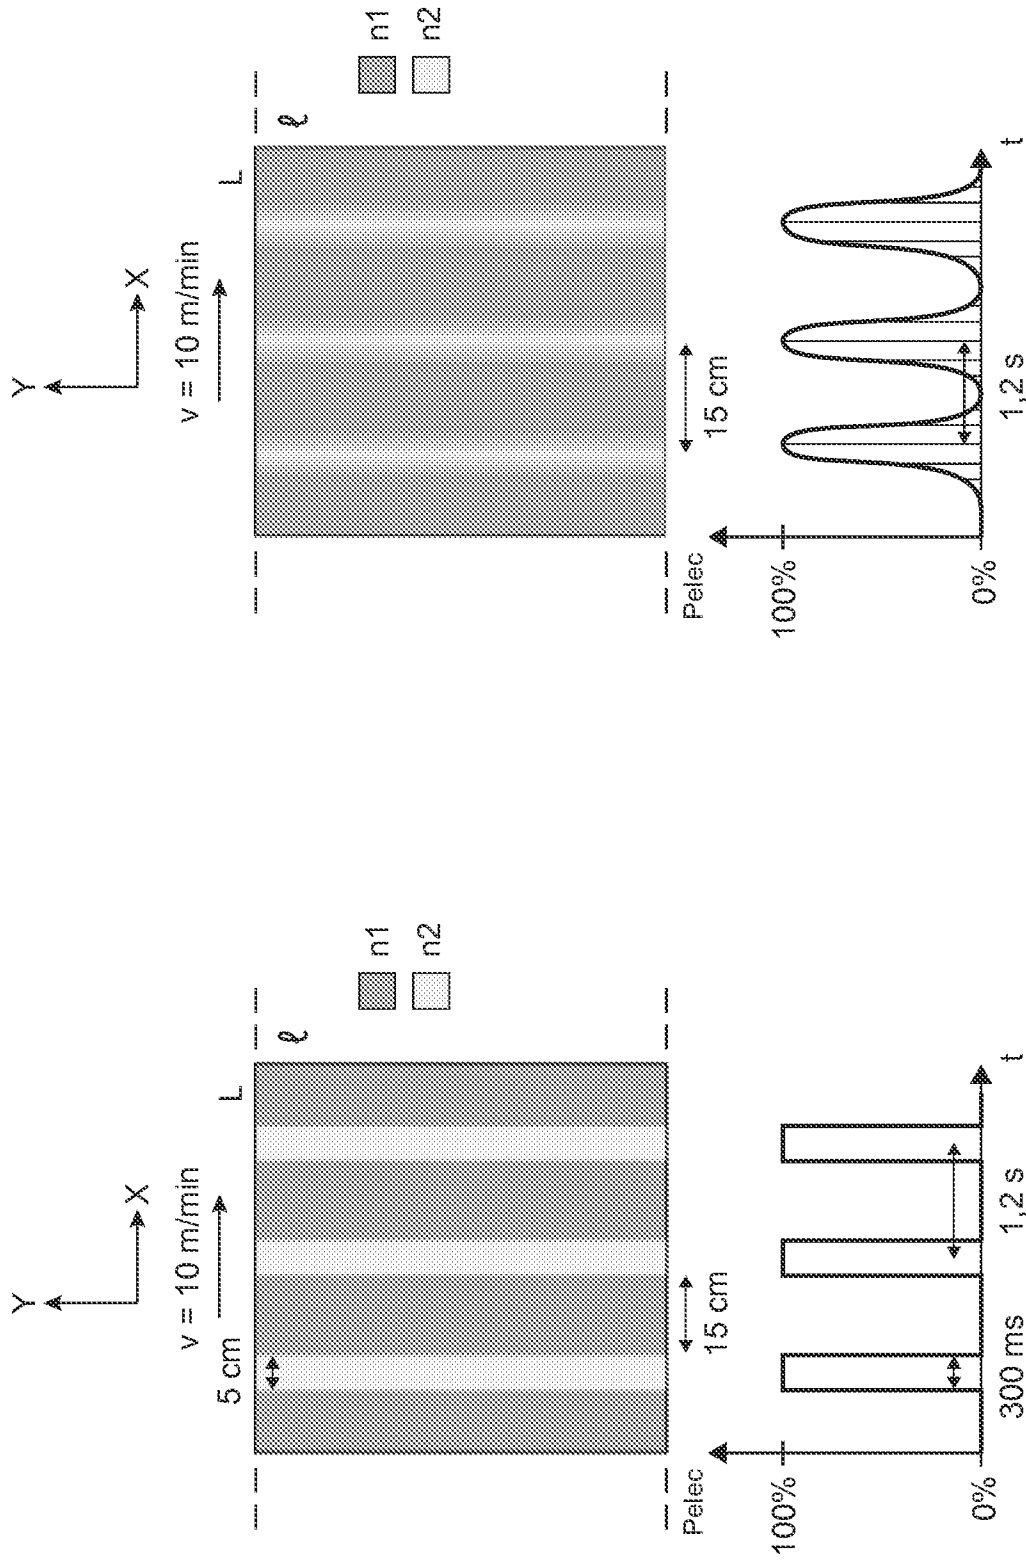 Y
X
v = 10 m/min
5 cm
L
ℓ
n1
n2
15 cm
Pelec
100%
0%
300 ms
1,2 s
t
Y
X
v = 10 m/min
L
ℓ
n1
n2
15 cm
Pelec
100%
0%
1,2 s
t